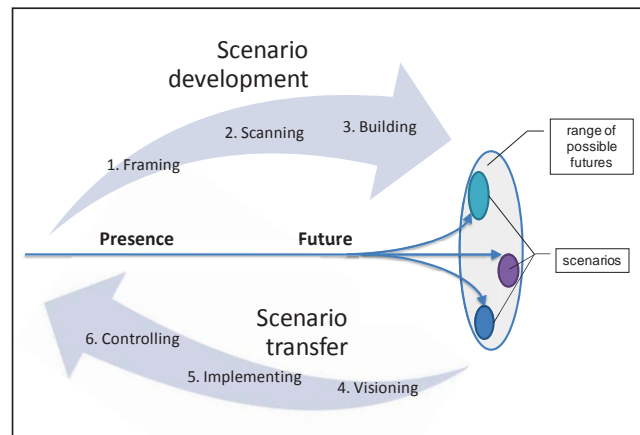 Scenario
development
1. Framing
2. Scanning
3. Building
range of
possible
futures
Presence
Future
scenarios
Scenario
transfer
6. Controlling
5. Implementing
4. Visioning